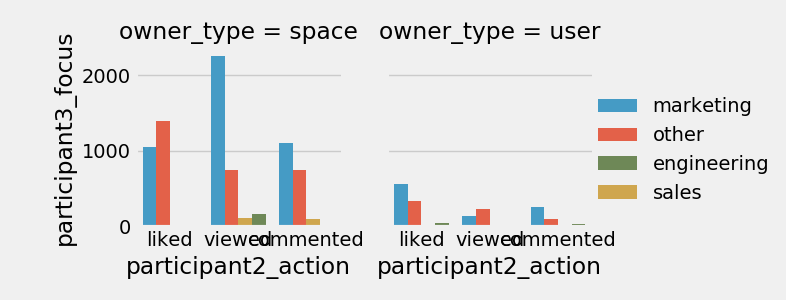 owner_type = space
owner_type = user
participant3_focus
2000
1000
0
liked
viewed
commented
liked
viewed
commented
participant2_action
participant2_action
marketing
other
engineering
sales